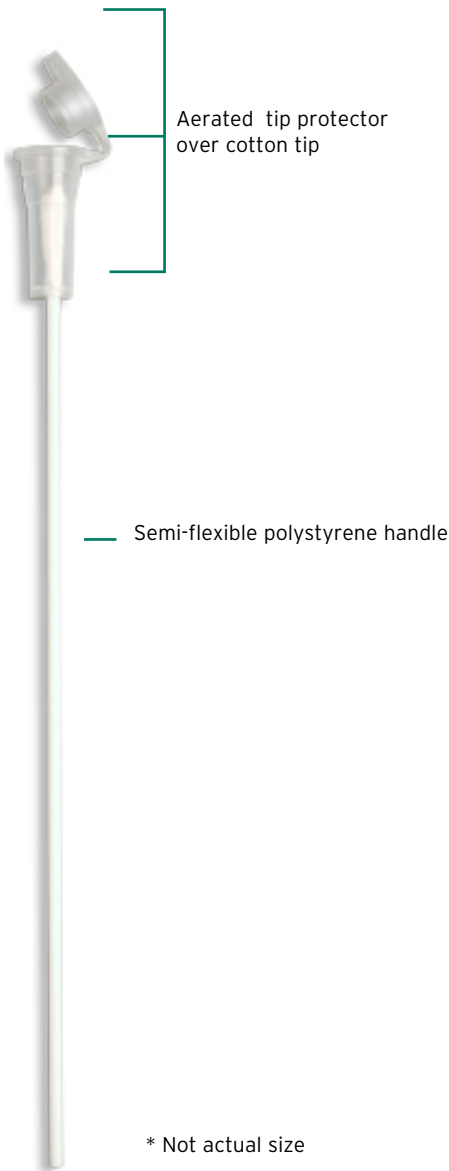 Aerated tip protector
over cotton tip
Semi-flexible polystyrene handle
* Not actual size